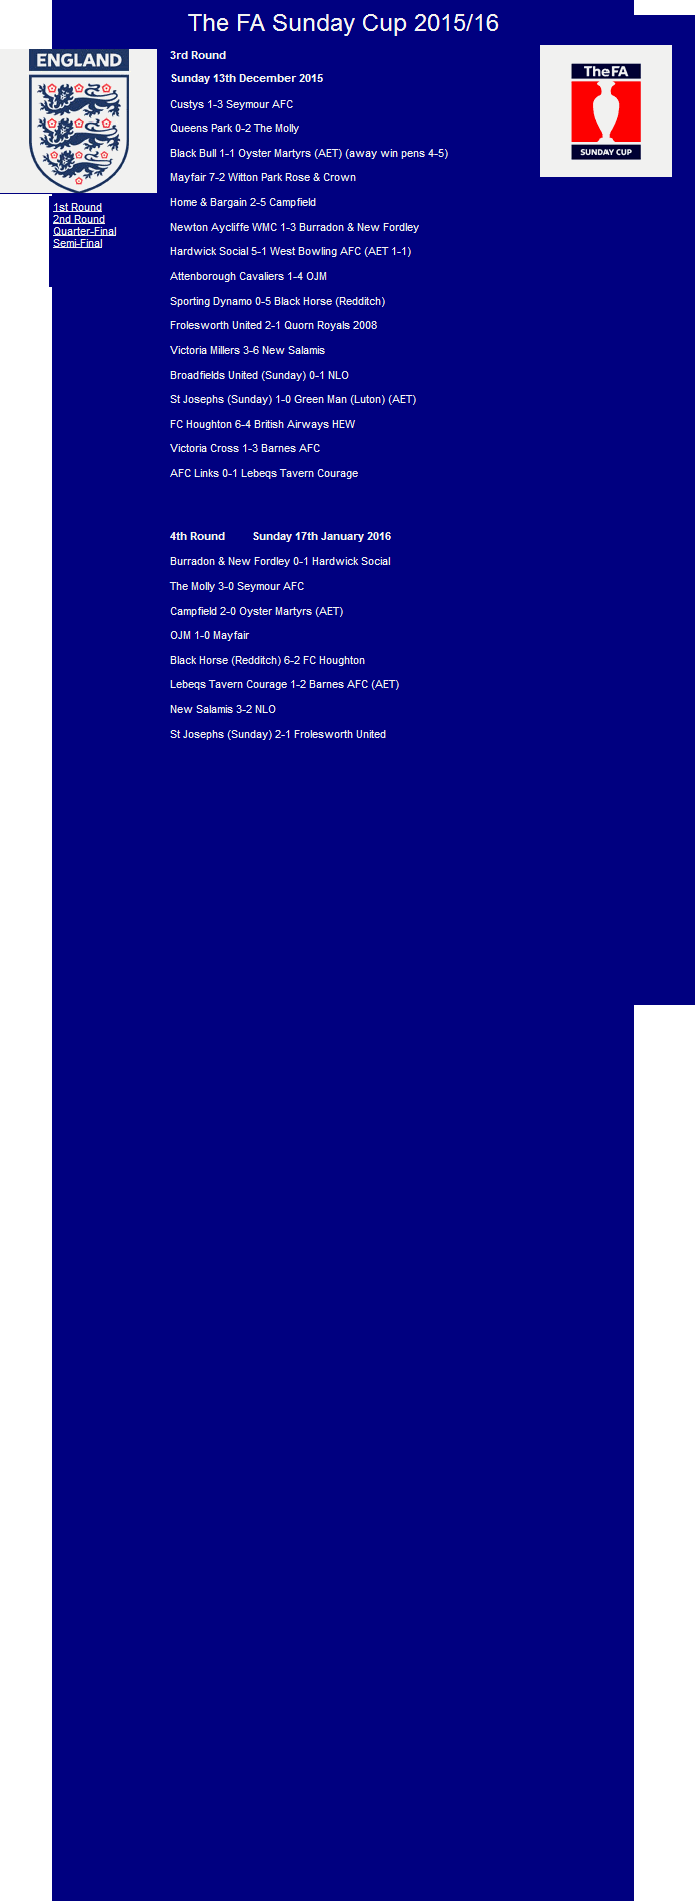 The FA Sunday Cup 2015/16
ENGLAND
3rd Round
Sunday 13th December 2015
TheFA
SUNDAY CUP
Custys 1-3 Seymour AFC
Queens Park 0-2 The Molly
Black Bull 1-1 Oyster Martyrs (AET) (away win pens 4-5)
Mayfair 7-2 Witton Park Rose & Crown
Home & Bargain 2-5 Campfield
Newton Aycliffe WMC 1-3 Burradon & New Fordley
Hardwick Social 5-1 West Bowling AFC (AET 1-1)
Attenborough Cavaliers 1-4 OJM
Sporting Dynamo 0-5 Black Horse (Redditch)
Frolesworth United 2-1 Quorn Royals 2008
Victoria Millers 3-6 New Salamis
Broadfields United (Sunday) 0-1 NLO
St Josephs (Sunday) 1-0 Green Man (Luton) (AET)
FC Houghton 6-4 British Airways HEW
Victoria Cross 1-3 Barnes AFC
AFC Links 0-1 Lebeqs Tavern Courage
1st Round
2nd Round
Quarter-Final
Semi-Final
4th Round Sunday 17th January 2016
Burradon & New Fordley 0-1 Hardwick Social
The Molly 3-0 Seymour AFC
Campfield 2-0 Oyster Martyrs (AET)
OJM 1-0 Mayfair
Black Horse (Redditch) 6-2 FC Houghton
Lebeqs Tavern Courage 1-2 Barnes AFC (AET)
New Salamis 3-2 NLO
St Josephs (Sunday) 2-1 Frolesworth United